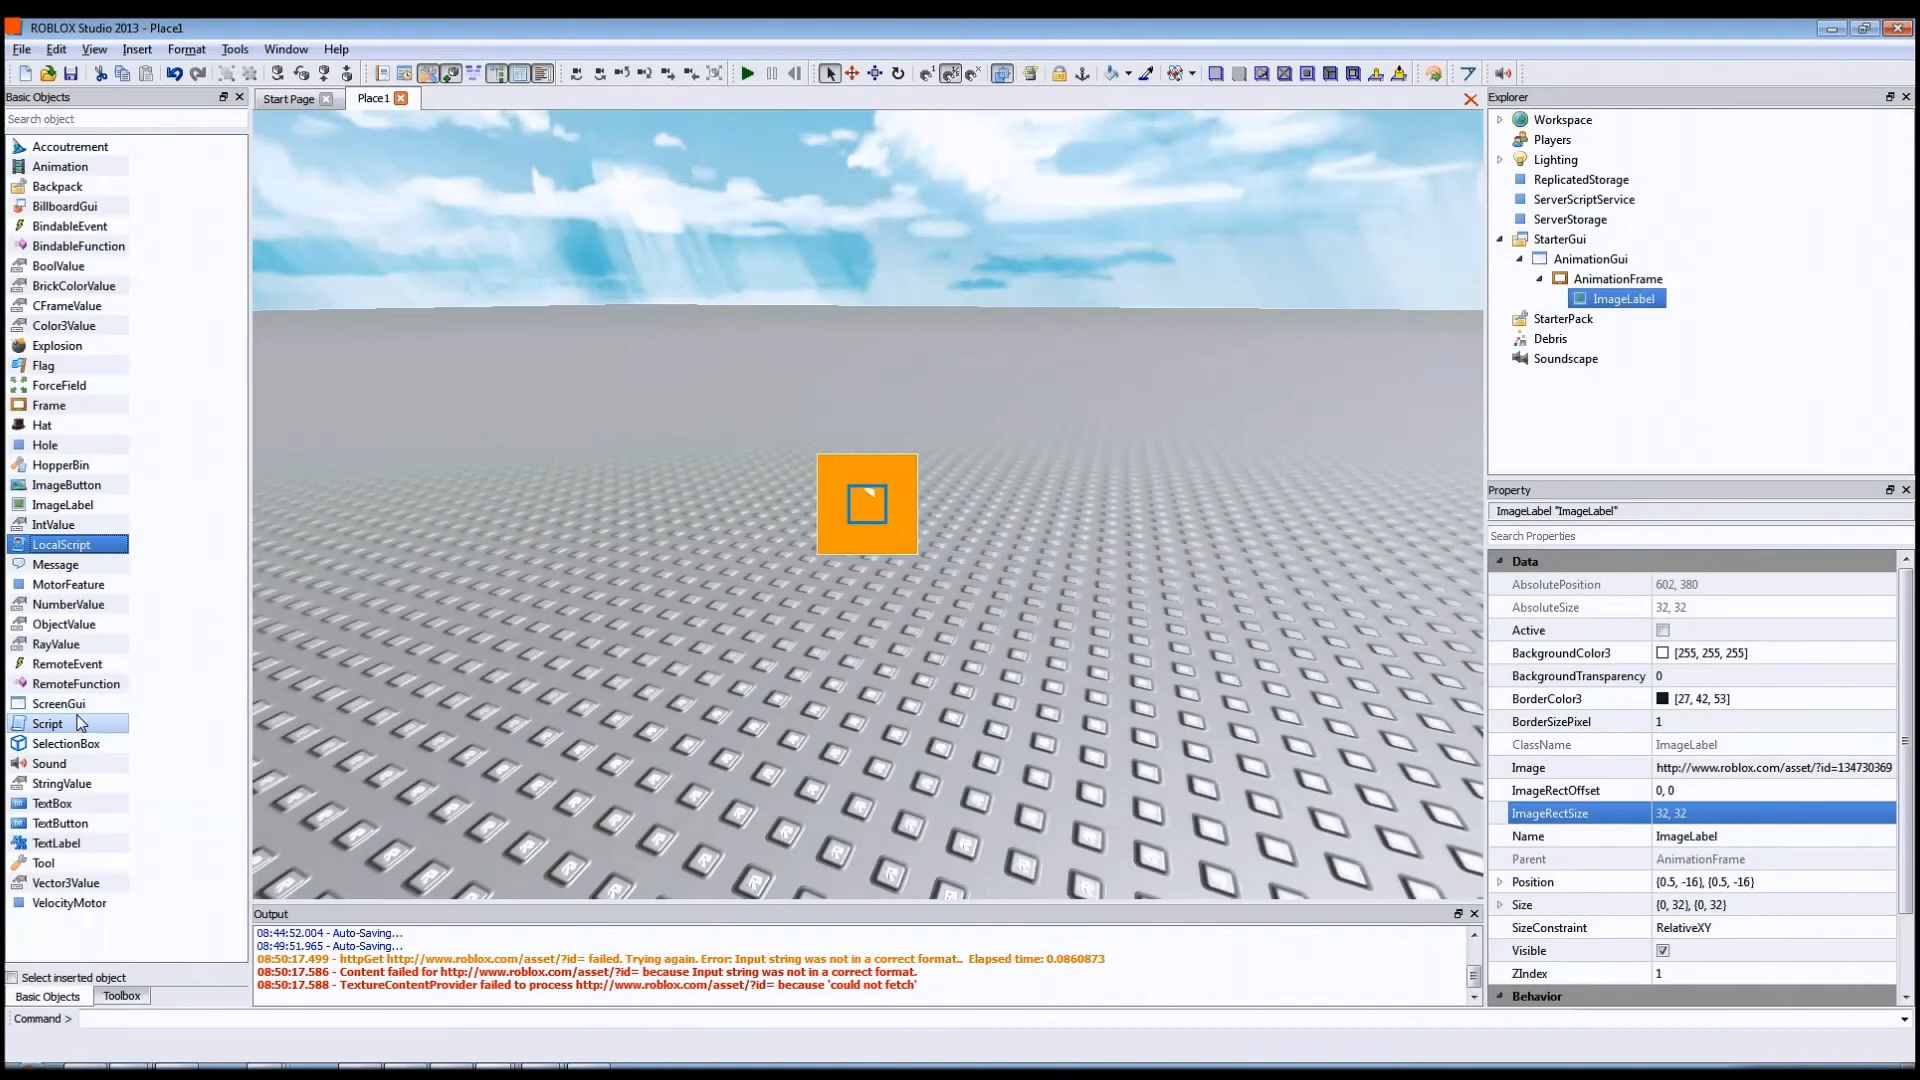 ROBLOX Studio 2013 - Place1
File Edit View Insert Format Tools Window Help
Basic Objects
Search object
Accoutrement
Animation
Backpack
BillboardGui
BindableEvent
BindableFunction
BoolValue
BrickColorValue
CFrameValue
Color3Value
Explosion
Flag
ForceField
Frame
Hat
Hole
HopperBin
ImageButton
ImageLabel
IntValue
LocalScript
Message
MotorFeature
NumberValue
ObjectValue
RayValue
RemoteEvent
RemoteFunction
ScreenGui
Script
SelectionBox
Sound
StringValue
TextBox
TextButton
TextLabel
Tool
Vector3Value
VelocityMotor
Select inserted object
Basic Objects Toolbox
Start Page Place1
Output
08:44:52.004 - Auto-Saving...
08:49:51.965 - Auto-Saving...
08:50:17.499 - httpGet http://www.roblox.com/asset/?id= failed. Trying again. Error: Input string was not in a correct format.. Elapsed time: 0.0860873
08:50:17.586 - Content failed for http://www.roblox.com/asset/?id= because Input string was not in a correct format.
08:50:17.588 - TextureContentProvider failed to process http://www.roblox.com/asset/?id= because 'could not fetch'
Command >
Explorer
Workspace
Players
Lighting
ReplicatedStorage
ServerScriptService
ServerStorage
StarterGui
AnimationGui
AnimationFrame
ImageLabel
StarterPack
Debris
Soundscape
Property
ImageLabel "ImageLabel"
Search Properties
Data
AbsolutePosition 602, 380
AbsoluteSize 32, 32
Active
BackgroundColor3 [255, 255, 255]
BackgroundTransparency 0
BorderColor3 [27, 42, 53]
BorderSizePixel 1
ClassName ImageLabel
Image http://www.roblox.com/asset/?id=134730369
ImageRectOffset 0, 0
ImageRectSize 32, 32
Name ImageLabel
Parent AnimationFrame
Position {0.5, -16}, {0.5, -16}
Size {0, 32}, {0, 32}
SizeConstraint RelativeXY
Visible
ZIndex 1
Behavior